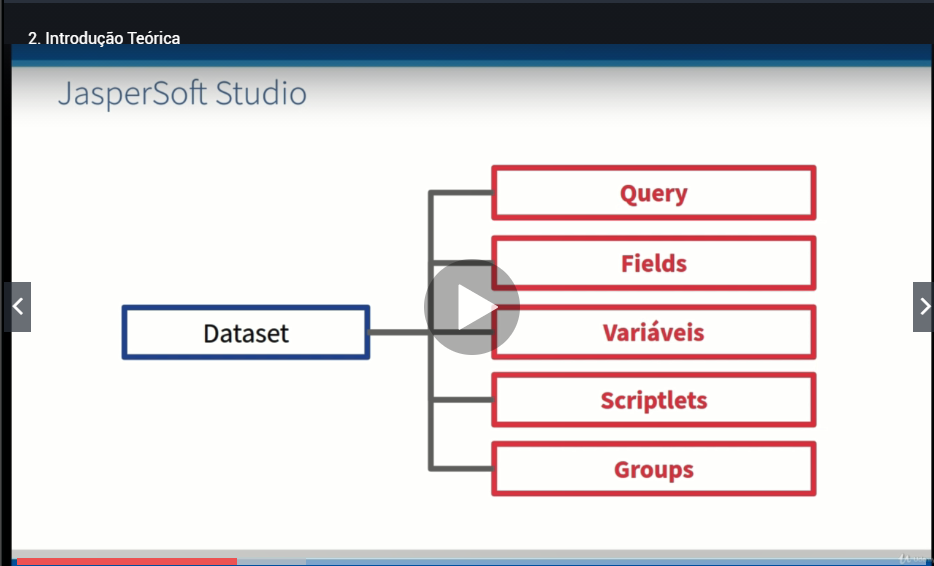 2. Introdução Teórica
JasperSoft Studio
Query
Fields
Dataset
Variáveis
Scriptlets
Groups